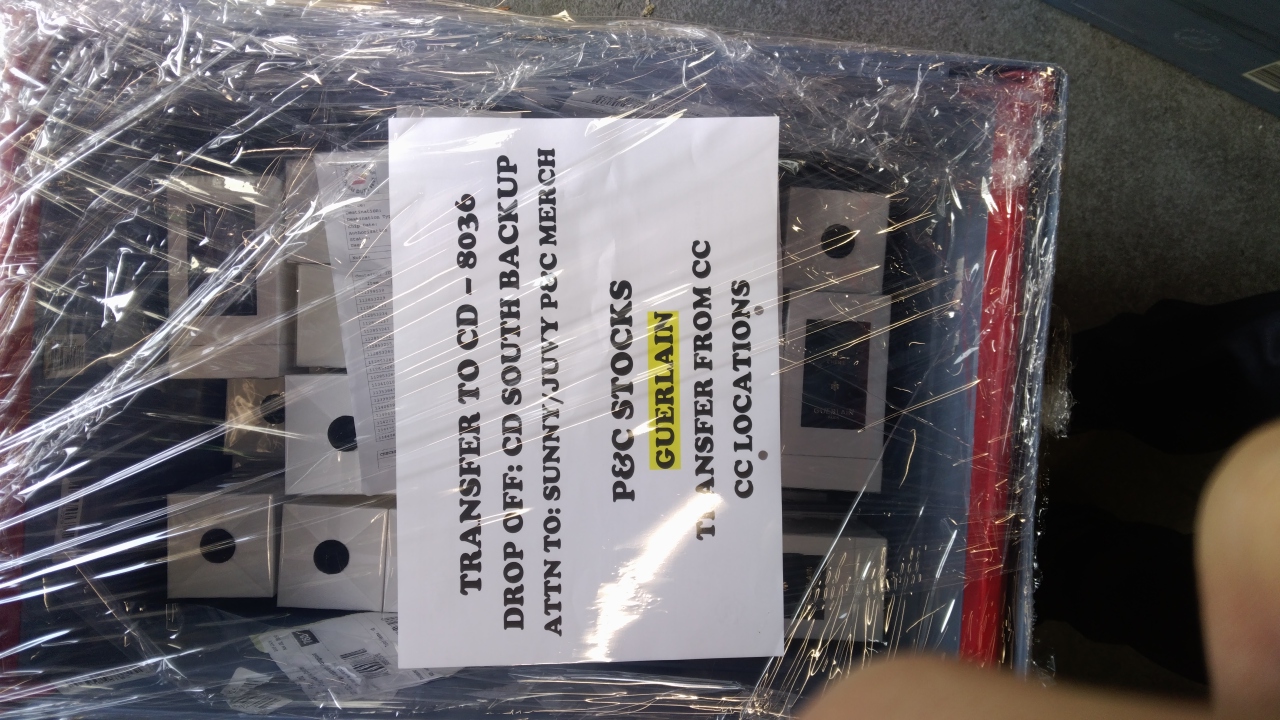 TRANSFER TO CD - 8036
DROP OFF: CD SOUTH BACKUP
ATTN TO: SUNNY/JUVY P&C MERCH
P&C STOCKS
GUERLAIN
TRANSFER FROM CC
CC LOCATIONS
GUERLAIN